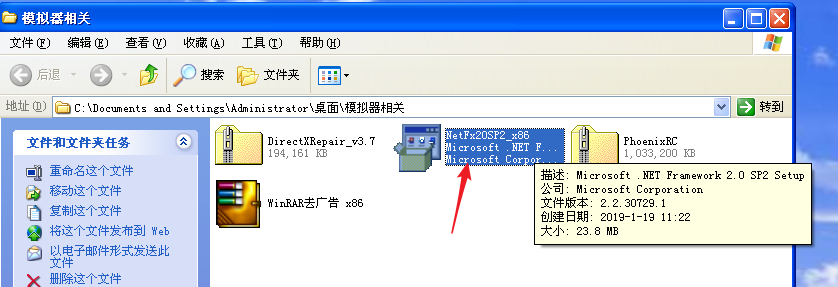 模拟器相关
文件(F) 编辑(E) 查看(V) 收藏(A) 工具(T) 帮助(H)
后退 搜索 文件夹
地址(D) C:\Documents and Settings\Administrator\桌面\模拟器相关 转到
文件和文件夹任务
重命名这个文件
移动这个文件
复制这个文件
将这个文件发布到 Web
以电子邮件形式发送此
文件
删除这个文件
DirectXRepair_v3.7
194,161 KB
NetFx20SP2_x86
Microsoft .NET F...
Microsoft Corpor...
PhoenixRC
1,033,200 KB
WinRAR去广告 x86
描述: Microsoft .NET Framework 2.0 SP2 Setup
公司: Microsoft Corporation
文件版本: 2.2.30729.1
创建日期: 2019-1-19 11:22
大小: 23.8 MB